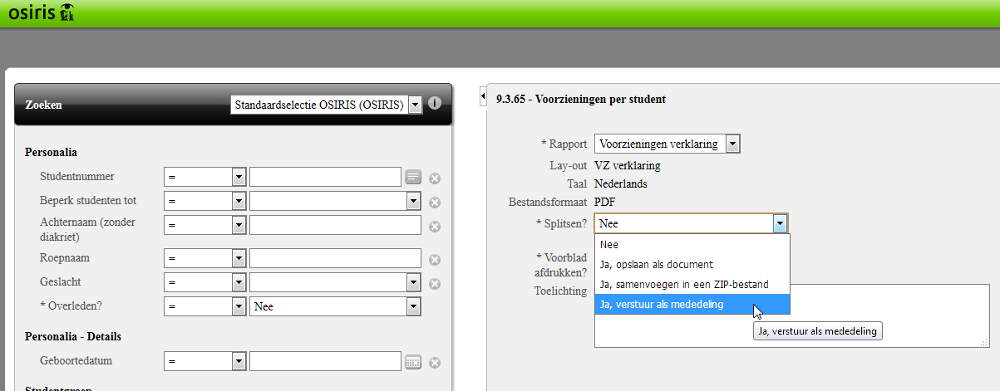 osiris
Zoeken
Standaardselectie OSIRIS (OSIRIS)
i
Personalia
Studentnummer
=
Beperk studenten tot
=
Achternaam (zonder
diakriet)
=
Roepnaam
=
Geslacht
=
* Overleden?
=
Nee
Personalia - Details
Geboortedatum
=
9.3.65 - Voorzieningen per student
* Rapport
Voorzieningen verklaring
Lay-out
VZ verklaring
Taal
Nederlands
Bestandsformaat
PDF
* Splitsen?
Nee
Nee
Ja, opslaan als document
Ja, samenvoegen in een ZIP-bestand
Ja, verstuur als mededeling
* Voorblad
afdrukken?
Toelichting
Ja, verstuur als mededeling